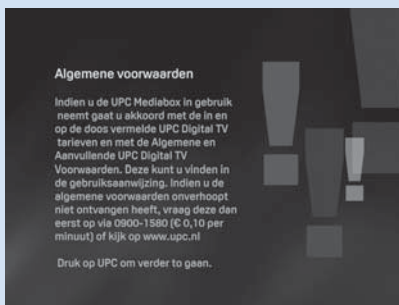 Algemene voorwaarden
Indien u de UPC Mediabox in gebruik
neemt gaat u akkoord met de in en
op de doos vermelde UPC Digital TV
tarieven en met de Algemene en
Aanvullende UPC Digital TV
Voorwaarden. Deze kunt u vinden in
de gebruiksaanwijzing. Indien u de
algemene voorwaarden onverhoopt
niet ontvangen heeft, vraag deze dan
eerst op via 0900-1580 (€ 0,10 per
minuut) of kijk op www.upc.nl
Druk op UPC om verder te gaan.